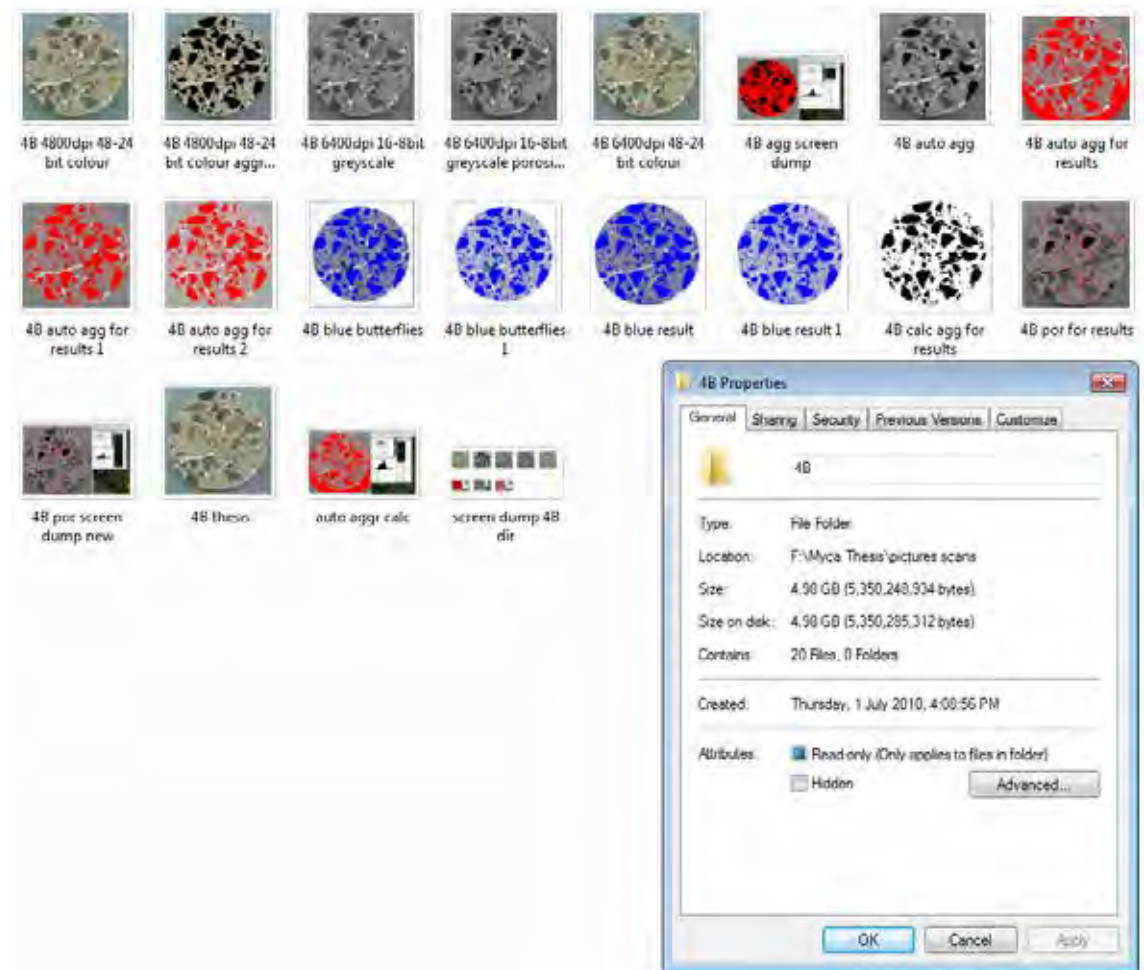 4B 4800dpi 48-24
bit colour
4B 4800dpi 48-24
bit colour aggr...
4B 6400dpi 16-8bit
greyscale
4B 6400dpi 16-8bit
greyscale porosi...
4B 6400dpi 48-24
bit colour
4B agg screen
dump
4B auto agg
4B auto agg for
results
4B auto agg for
results 1
4B auto agg for
results 2
4B blue butterflies
4B blue butterflies
1
4B blue result
4B blue result 1
4B calc agg for
results
4B por for results
4B por screen
dump new
4B thesis
auto aggr calc
screen dump 4B
dir
4B Properties
General Sharing Security Previous Versions Customize
4B
Type: File Folder
Location: F:\Myca Thesis\pictures scans
Size: 4.98 GB (5,350,248,934 bytes)
Size on disk: 4.98 GB (5,350,285,312 bytes)
Contains: 20 Files, 0 Folders
Created: Thursday, 1 July 2010, 4:08:56 PM
Attributes: Read-only (Only applies to files in folder)
Hidden
Advanced...
OK Cancel Apply